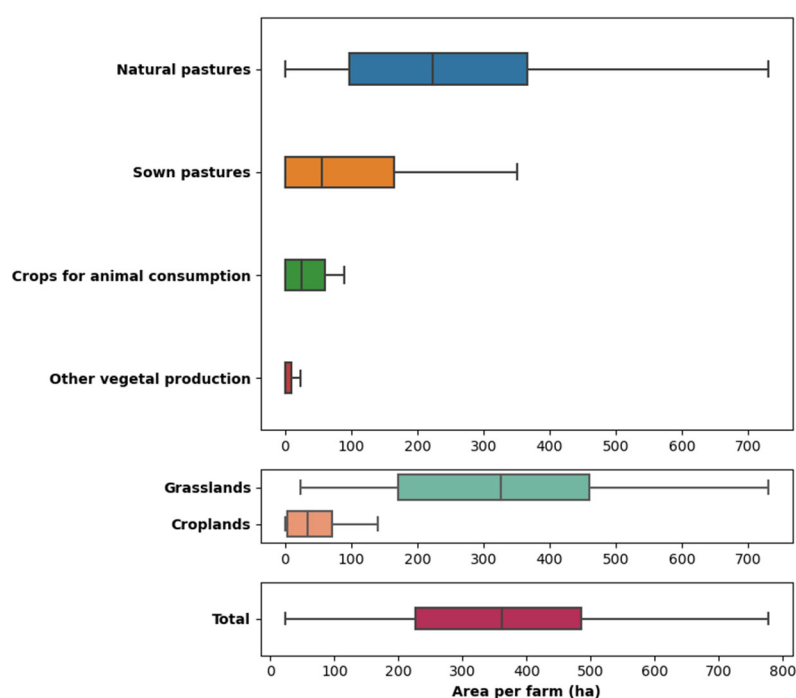 Natural pastures
Sown pastures
Crops for animal consumption
Other vegetal production
0 100 200 300 400 500 600 700
Grasslands
Croplands
0 100 200 300 400 500 600 700
Total
0 100 200 300 400 500 600 700 800
Area per farm (ha)